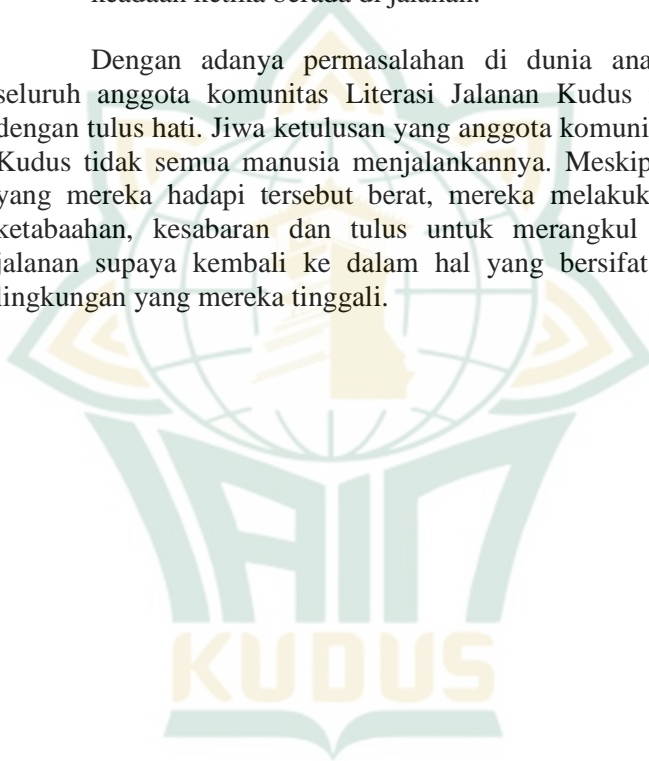 keadaan ketika berada di jalanan.
Dengan adanya permasalahan di dunia ana
seluruh anggota komunitas Literasi Jalanan Kudus
dengan tulus hati. Jiwa ketulusan yang anggota komuni
Kudus tidak semua manusia menjalankannya. Meskip
yang mereka hadapi tersebut berat, mereka melakuk
ketabaahan, kesabaran dan tulus untuk merangkul
jalanan supaya kembali ke dalam hal yang bersifat
lingkungan yang mereka tinggali.
IAIN
KUDUS